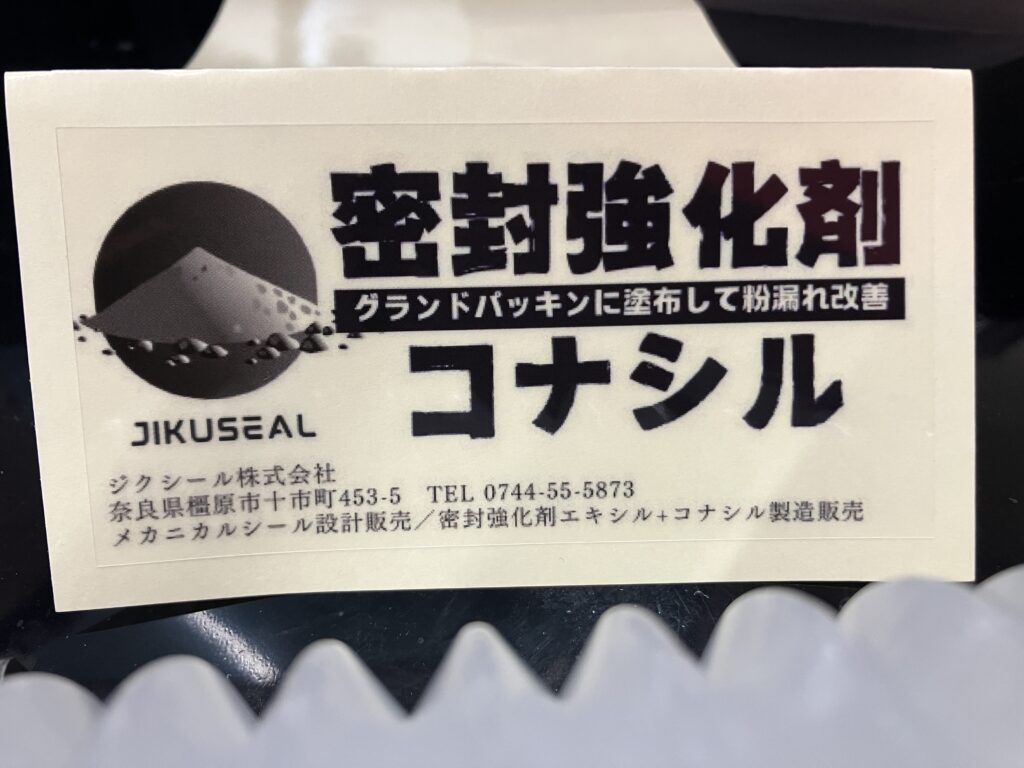 密封強化剤
グランドパッキンに塗布して粉漏れ改善
コナシル
JIKUSEAL
ジクシール株式会社
奈良県橿原市十市町453-5 TEL 0744-55-5873
メカニカルシール設計販売／密封強化剤エキシル+コナシル製造販売